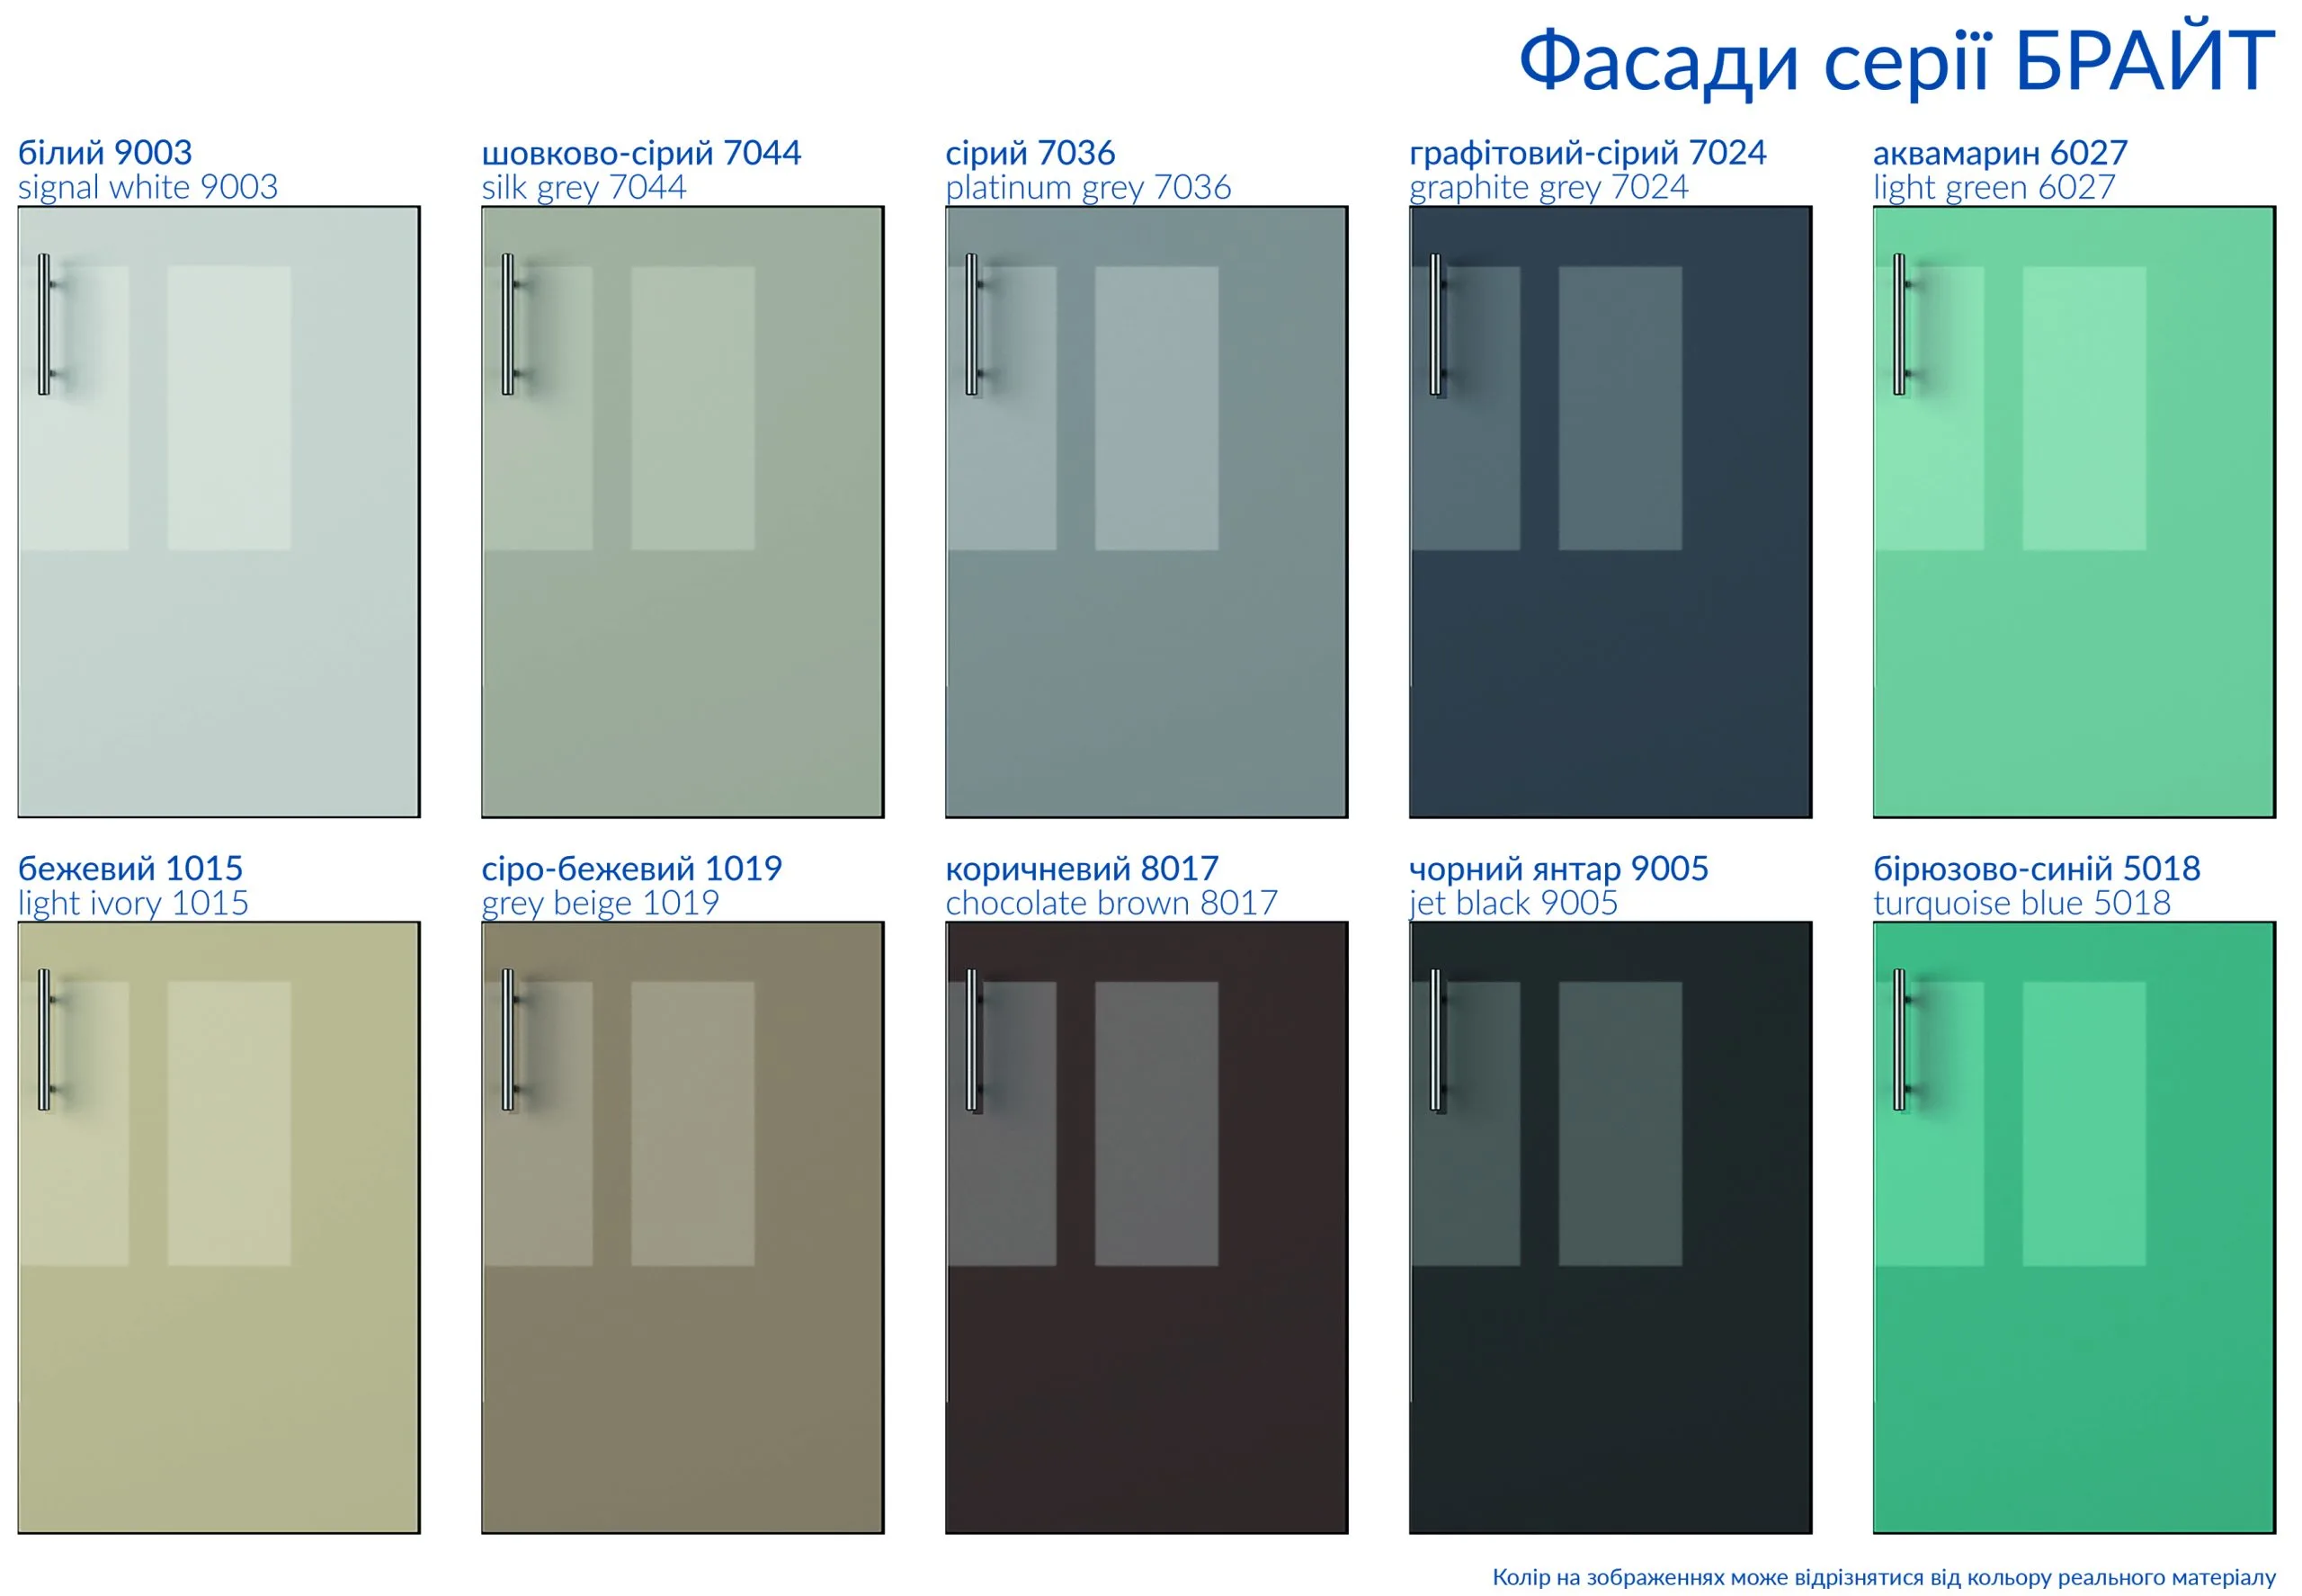 Фасади серії БРАЙТ
білий 9003
signal white 9003
шовково-сірий 7044
silk grey 7044
сірий 7036
platinum grey 7036
графітовий-сірий 7024
graphite grey 7024
аквамарин 6027
light green 6027
бежевий 1015
light ivory 1015
сіро-бежевий 1019
grey beige 1019
коричневий 8017
chocolate brown 8017
чорний янтар 9005
jet black 9005
бірюзово-синій 5018
turquoise blue 5018
Колір на зображеннях може відрізнятися від кольору реального матеріалу